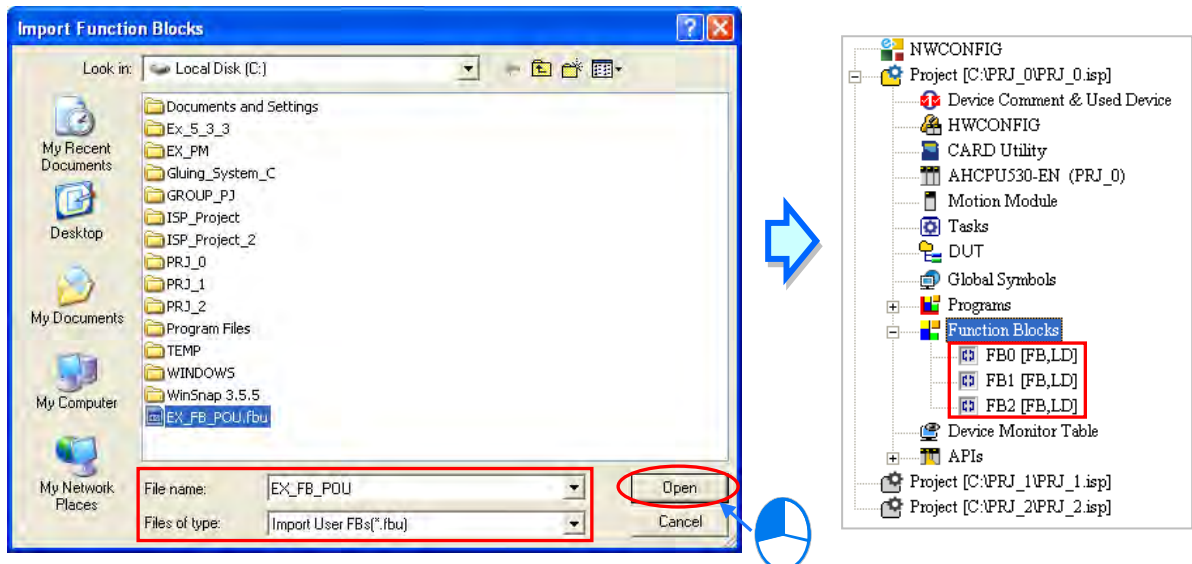 Import Function Blocks
Look in: Local Disk (C:)
My Recent Documents
Desktop
My Documents
My Computer
My Network Places
Documents and Settings
Ex_5_3_3
EX_PM
Gluing_System_C
GROUP_PJ
ISP_Project
ISP_Project_2
PRJ_0
PRJ_1
PRJ_2
Program Files
TEMP
WINDOWS
WinSnap 3.5.5
EX_FB_POU.fbu
File name: EX_FB_POU Open
Files of type: Import User FBs(*.fbu) Cancel
NWCONFIG
Project [C:\PRJ_0\PRJ_0.isp]
Device Comment & Used Device
HWCONFIG
CARD Utility
AHCPU530-EN (PRJ_0)
Motion Module
Tasks
DUT
Global Symbols
Programs
Function Blocks
FB0 [FB,LD]
FB1 [FB,LD]
FB2 [FB,LD]
Device Monitor Table
APIs
Project [C:\PRJ_1\PRJ_1.isp]
Project [C:\PRJ_2\PRJ_2.isp]